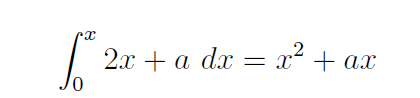 ∫₀ˣ 2x + a dx = x² + ax